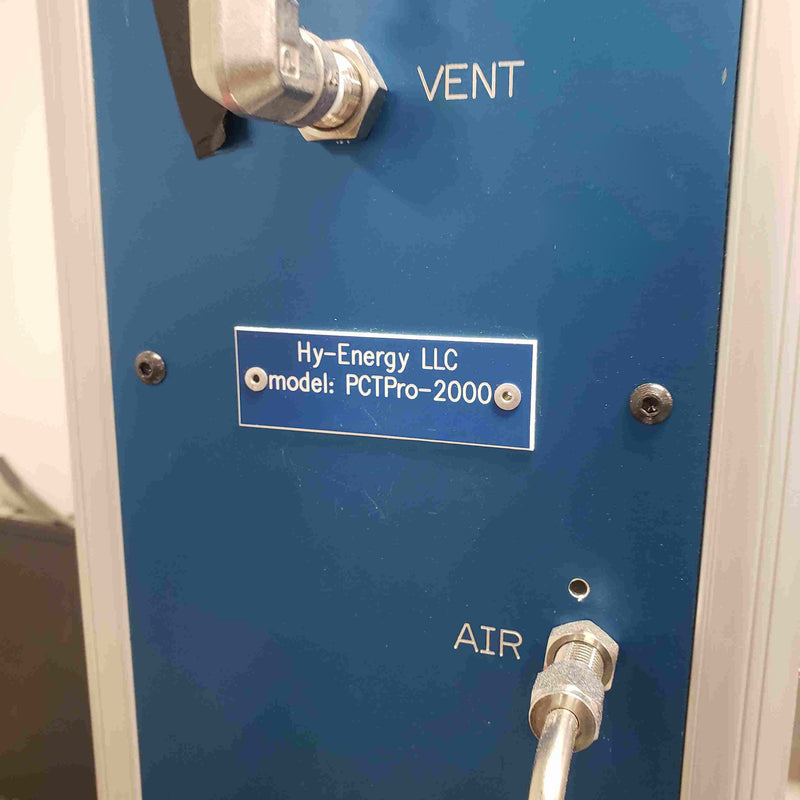 VENT
Hy-Energy LLC
model: PCTPro-2000
AIR